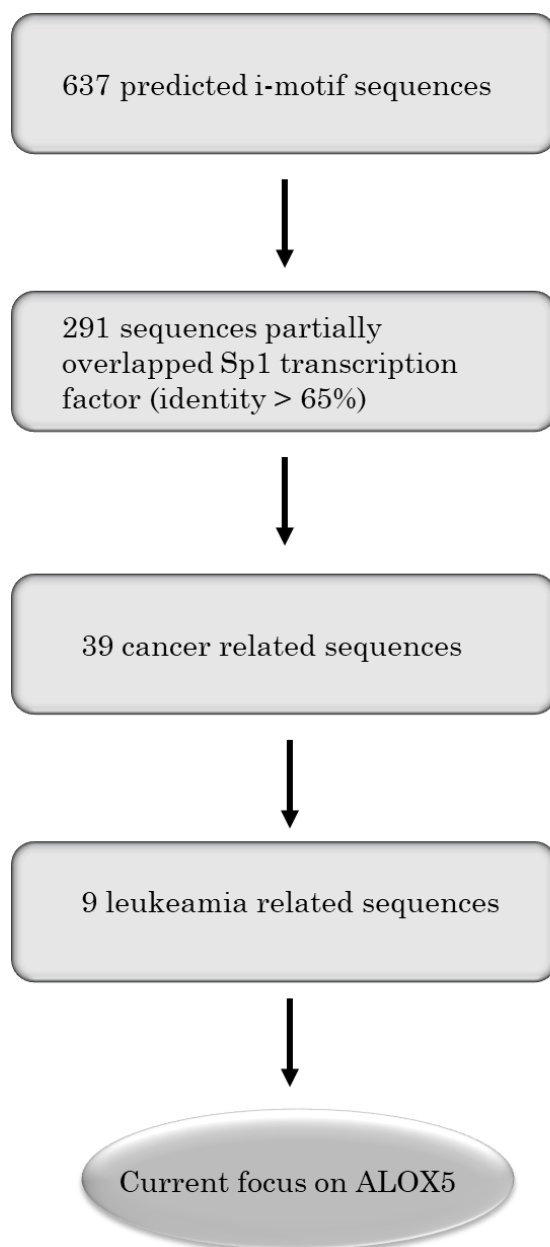 637 predicted i-motif sequences
291 sequences partially
overlapped Sp1 transcription
factor (identity > 65%)
39 cancer related sequences
9 leukeamia related sequences
Current focus on ALOX5